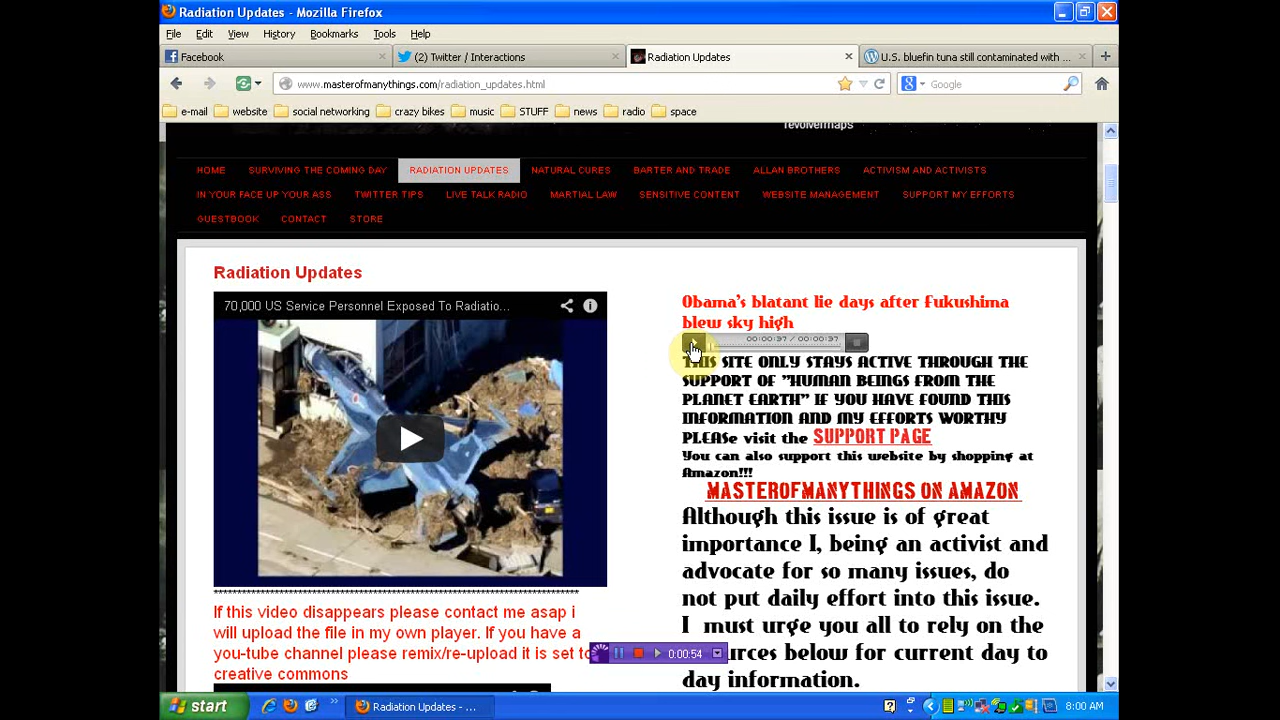 Radiation Updates - Mozilla Firefox
File Edit View History Bookmarks Tools Help
Facebook
(2) Twitter / Interactions
Radiation Updates
U.S. bluefin tuna still contaminated with ...
www.masterofmanythings.com/radiation_updates.html
Google
e-mail website social networking crazy bikes music STUFF news radio space
revolvermaps
HOME SURVIVING THE COMING DAY RADIATION UPDATES NATURAL CURES BARTER AND TRADE ALLAN BROTHERS ACTIVISM AND ACTIVISTS
IN YOUR FACE UP YOUR ASS TWITTER TIPS LIVE TALK RADIO MARTIAL LAW SENSITIVE CONTENT WEBSITE MANAGEMENT SUPPORT MY EFFORTS
GUESTBOOK CONTACT STORE
Radiation Updates
70,000 US Service Personnel Exposed To Radiatio...
***********************************************************************************
If this video disappears please contact me asap i
will upload the file in my own player. If you have a
you-tube channel please remix/re-upload it is set to
creative commons
Obama's blatant lie days after Fukushima
blew sky high
00:00:37 / 00:00:37
THIS SITE ONLY STAYS ACTIVE THROUGH THE
SUPPORT OF "HUMAN BEINGS FROM THE
PLANET EARTH" IF YOU HAVE FOUND THIS
INFORMATION AND MY EFFORTS WORTHY
PLEASe visit the SUPPORT PAGE
You can also support this website by shopping at
Amazon!!!
MASTEROFMANYTHINGS ON AMAZON
Although this issue is of great
importance I, being an activist and
advocate for so many issues, do
not put daily effort into this issue.
I must urge you all to rely on the
urces below for current day to
day information.
0:00:54
start
Radiation Updates - ...
8:00 AM